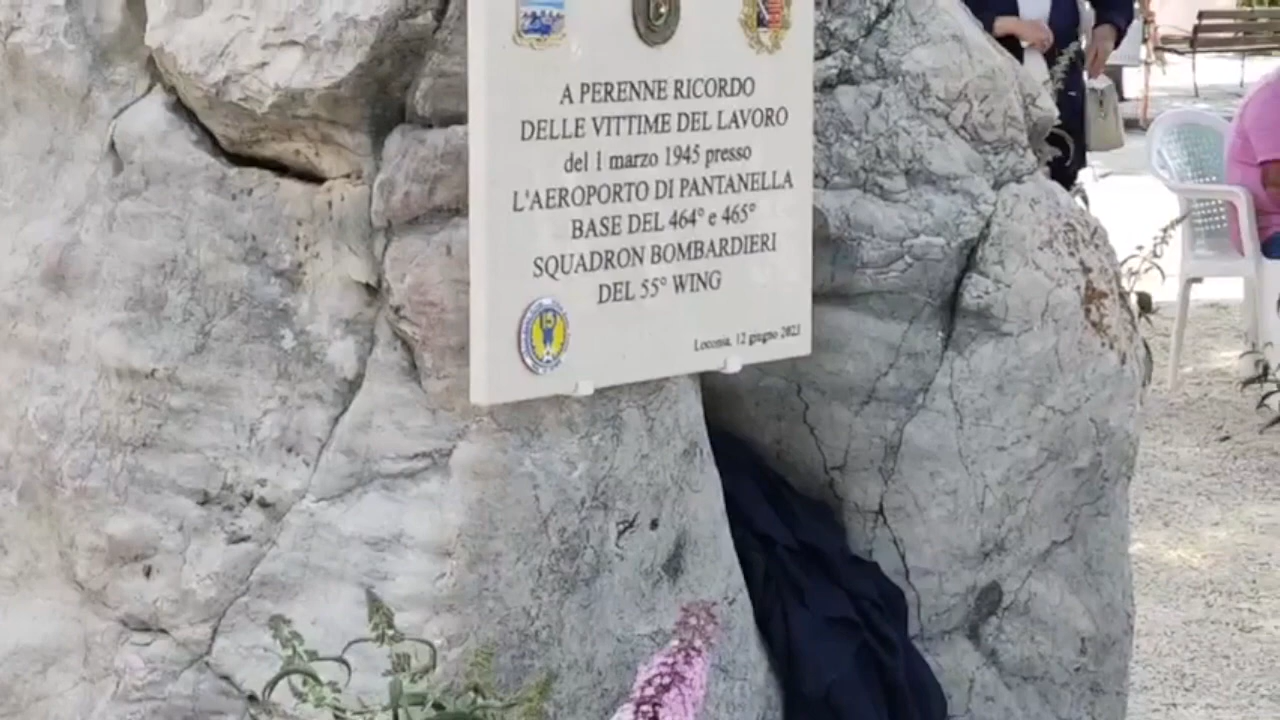 A PERENNE RICORDO
DELLE VITTIME DEL LAVORO
del 1 marzo 1945 presso
L'AEROPORTO DI PANTANELLA
BASE DEL 464° e 465°
SQUADRON BOMBARDIERI
DEL 55° WING
Loconia, 12 giugno 2021